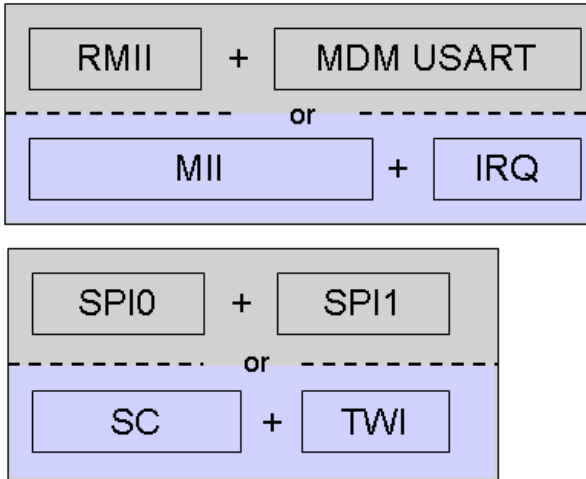 RMII + MDM USART
or
MII + IRQ
SPI0 + SPI1
or
SC + TWI